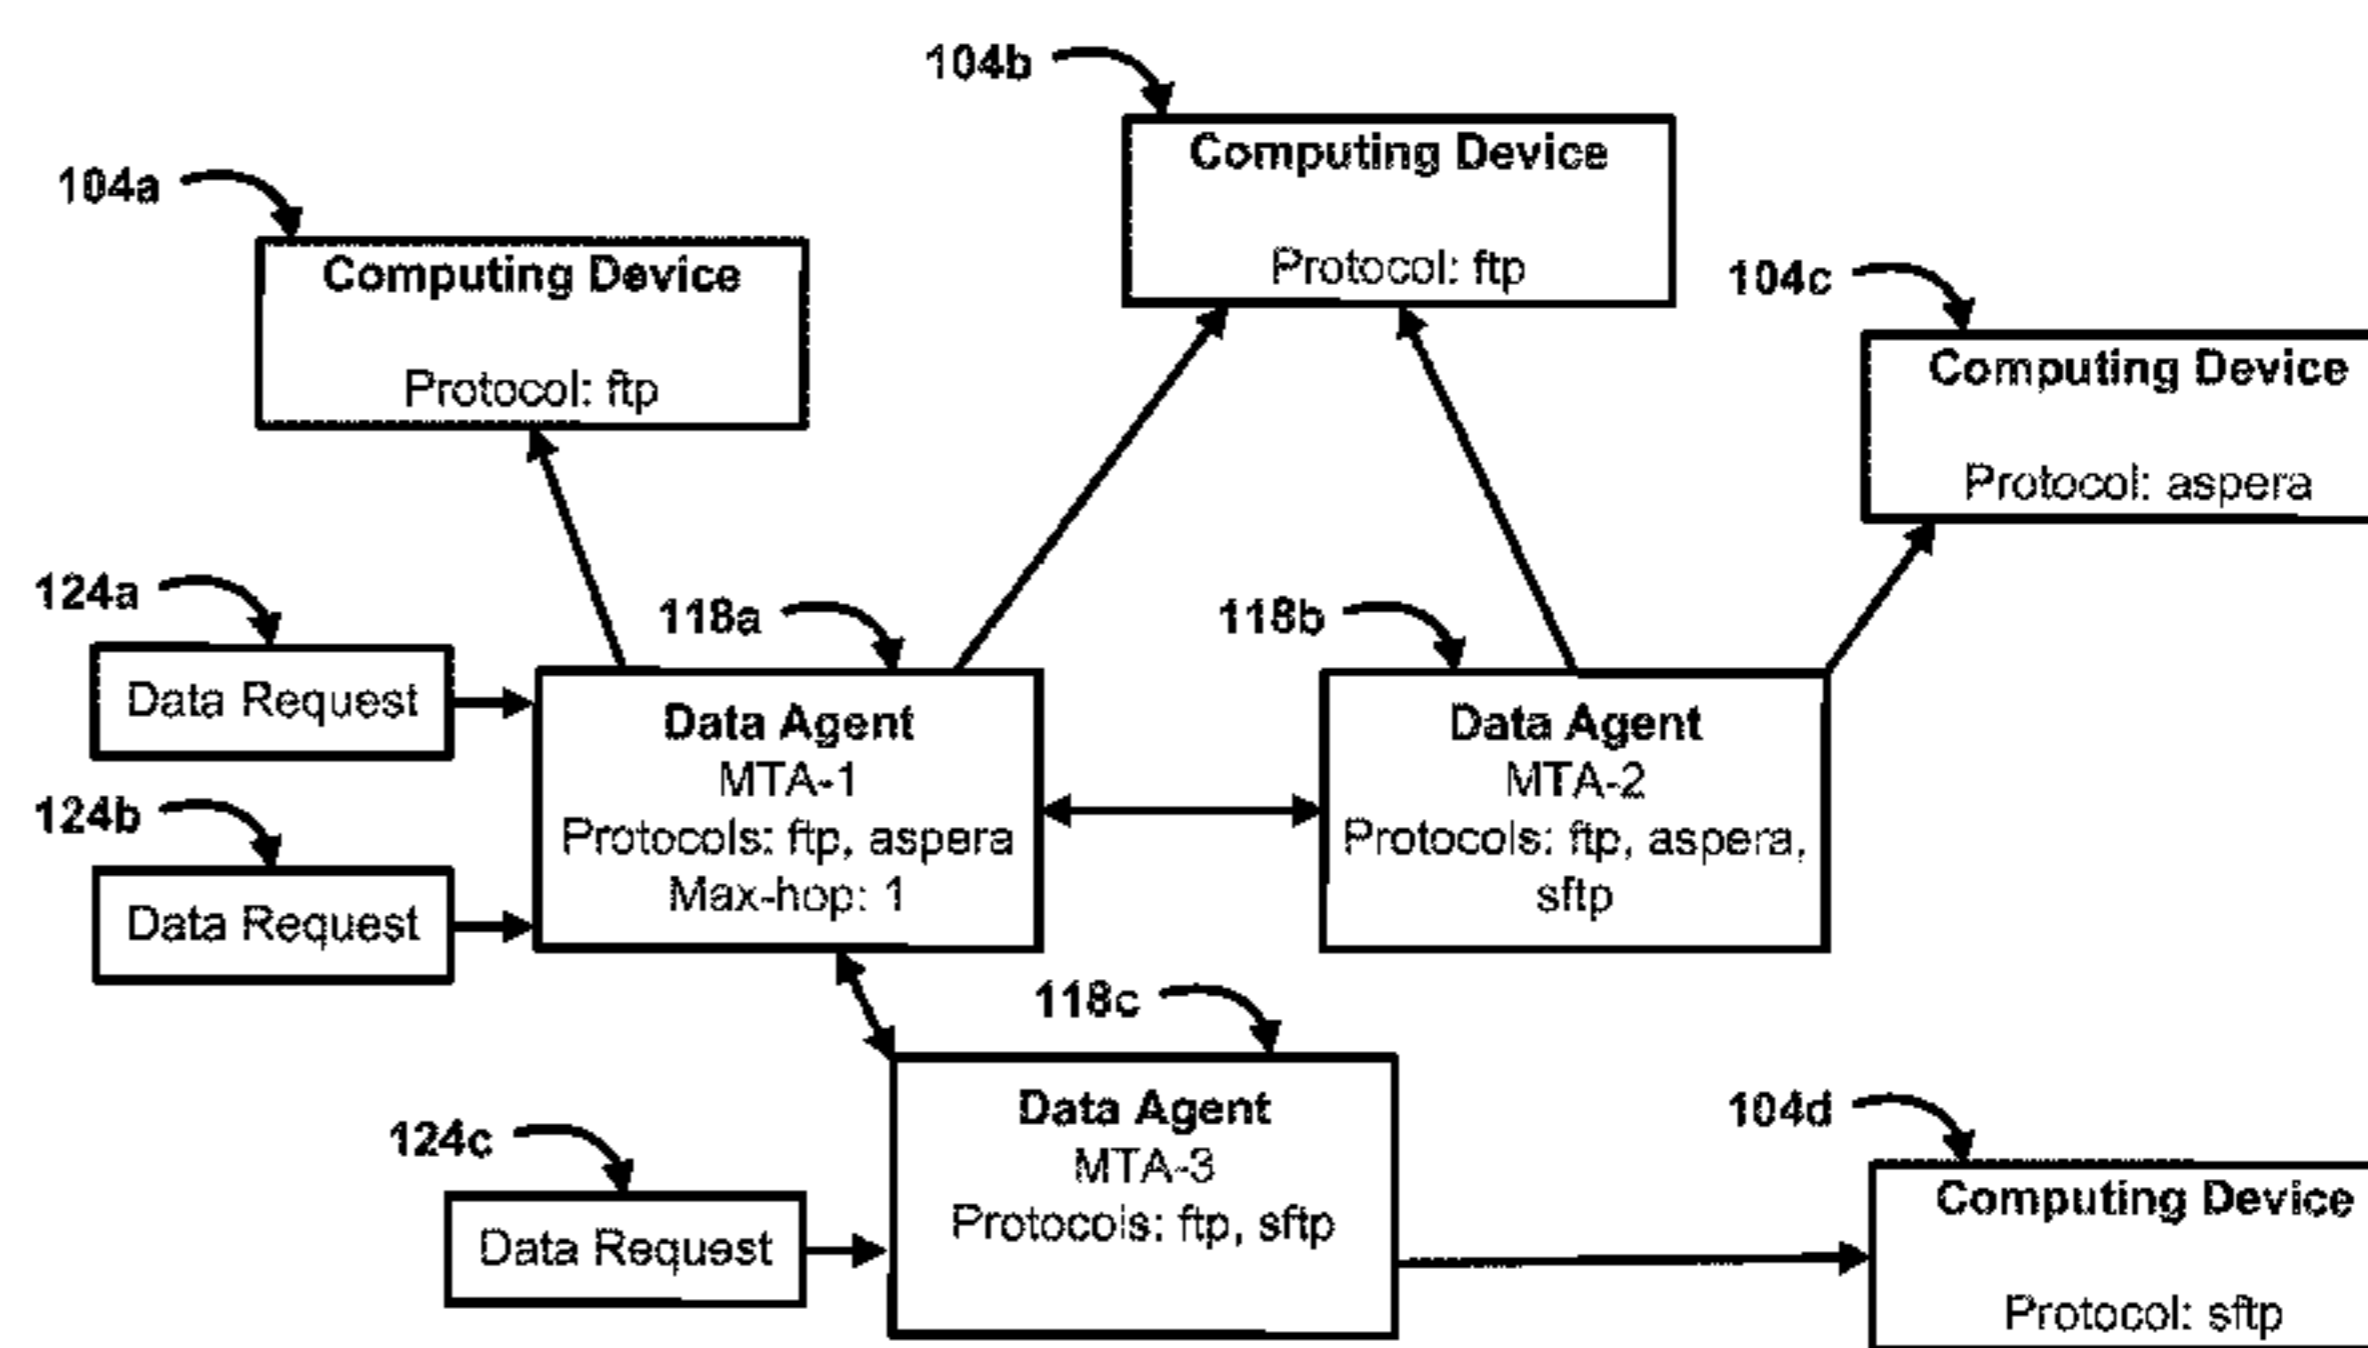 104b
Computing Device
Protocol: ftp
104a
Computing Device
Protocol: ftp
104c
Computing Device
Protocol: aspera
124a
Data Request
118a
Data Agent
MTA-1
Protocols: ftp, aspera
Max-hop: 1
118b
Data Agent
MTA-2
Protocols: ftp, aspera,
sftp
124b
Data Request
118c
Data Agent
MTA-3
Protocols: ftp, sftp
124c
Data Request
104d
Computing Device
Protocol: sftp